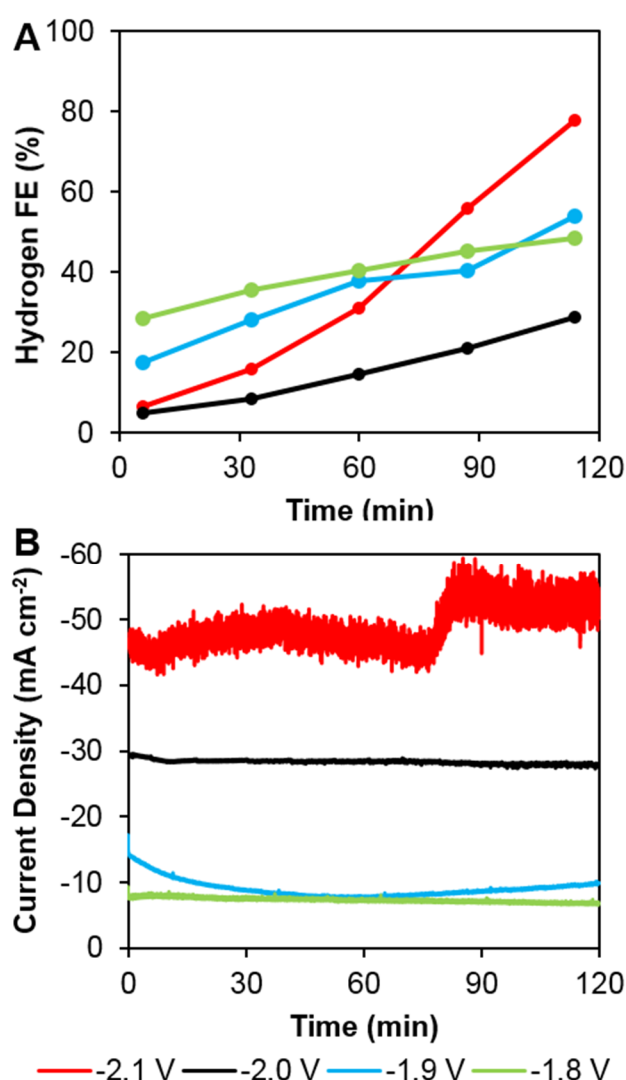 A
100
80
60
40
20
0
Hydrogen FE (%)
0 30 60 90 120
Time (min)
B
-60
-50
-40
-30
-20
-10
0
Current Density (mA cm⁻²)
0 30 60 90 120
Time (min)
-2.1 V -2.0 V -1.9 V -1.8 V